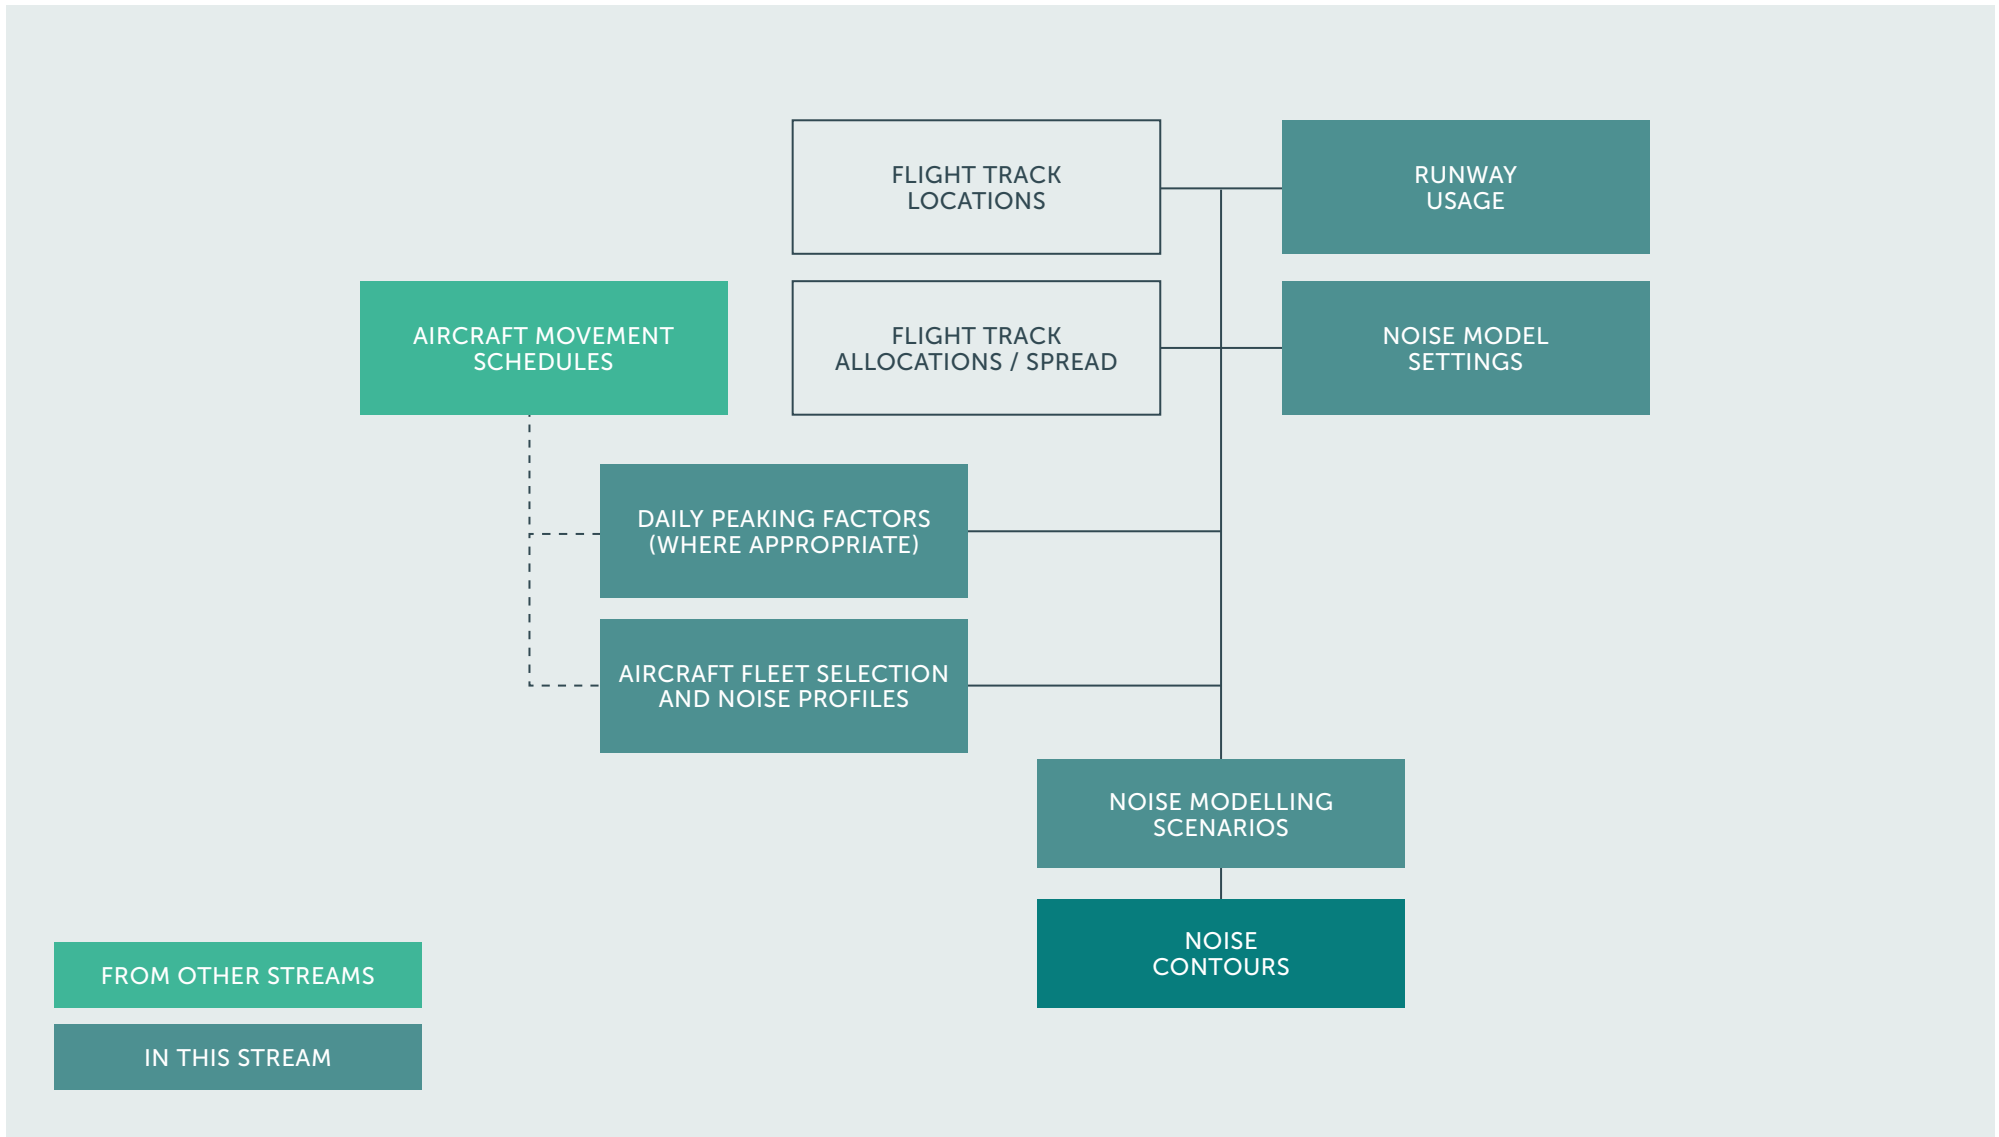 FLIGHT TRACK
LOCATIONS
RUNWAY
USAGE
AIRCRAFT MOVEMENT
SCHEDULES
FLIGHT TRACK
ALLOCATIONS / SPREAD
NOISE MODEL
SETTINGS
DAILY PEAKING FACTORS
(WHERE APPROPRIATE)
AIRCRAFT FLEET SELECTION
AND NOISE PROFILES
NOISE MODELLING
SCENARIOS
NOISE
CONTOURS
FROM OTHER STREAMS
IN THIS STREAM